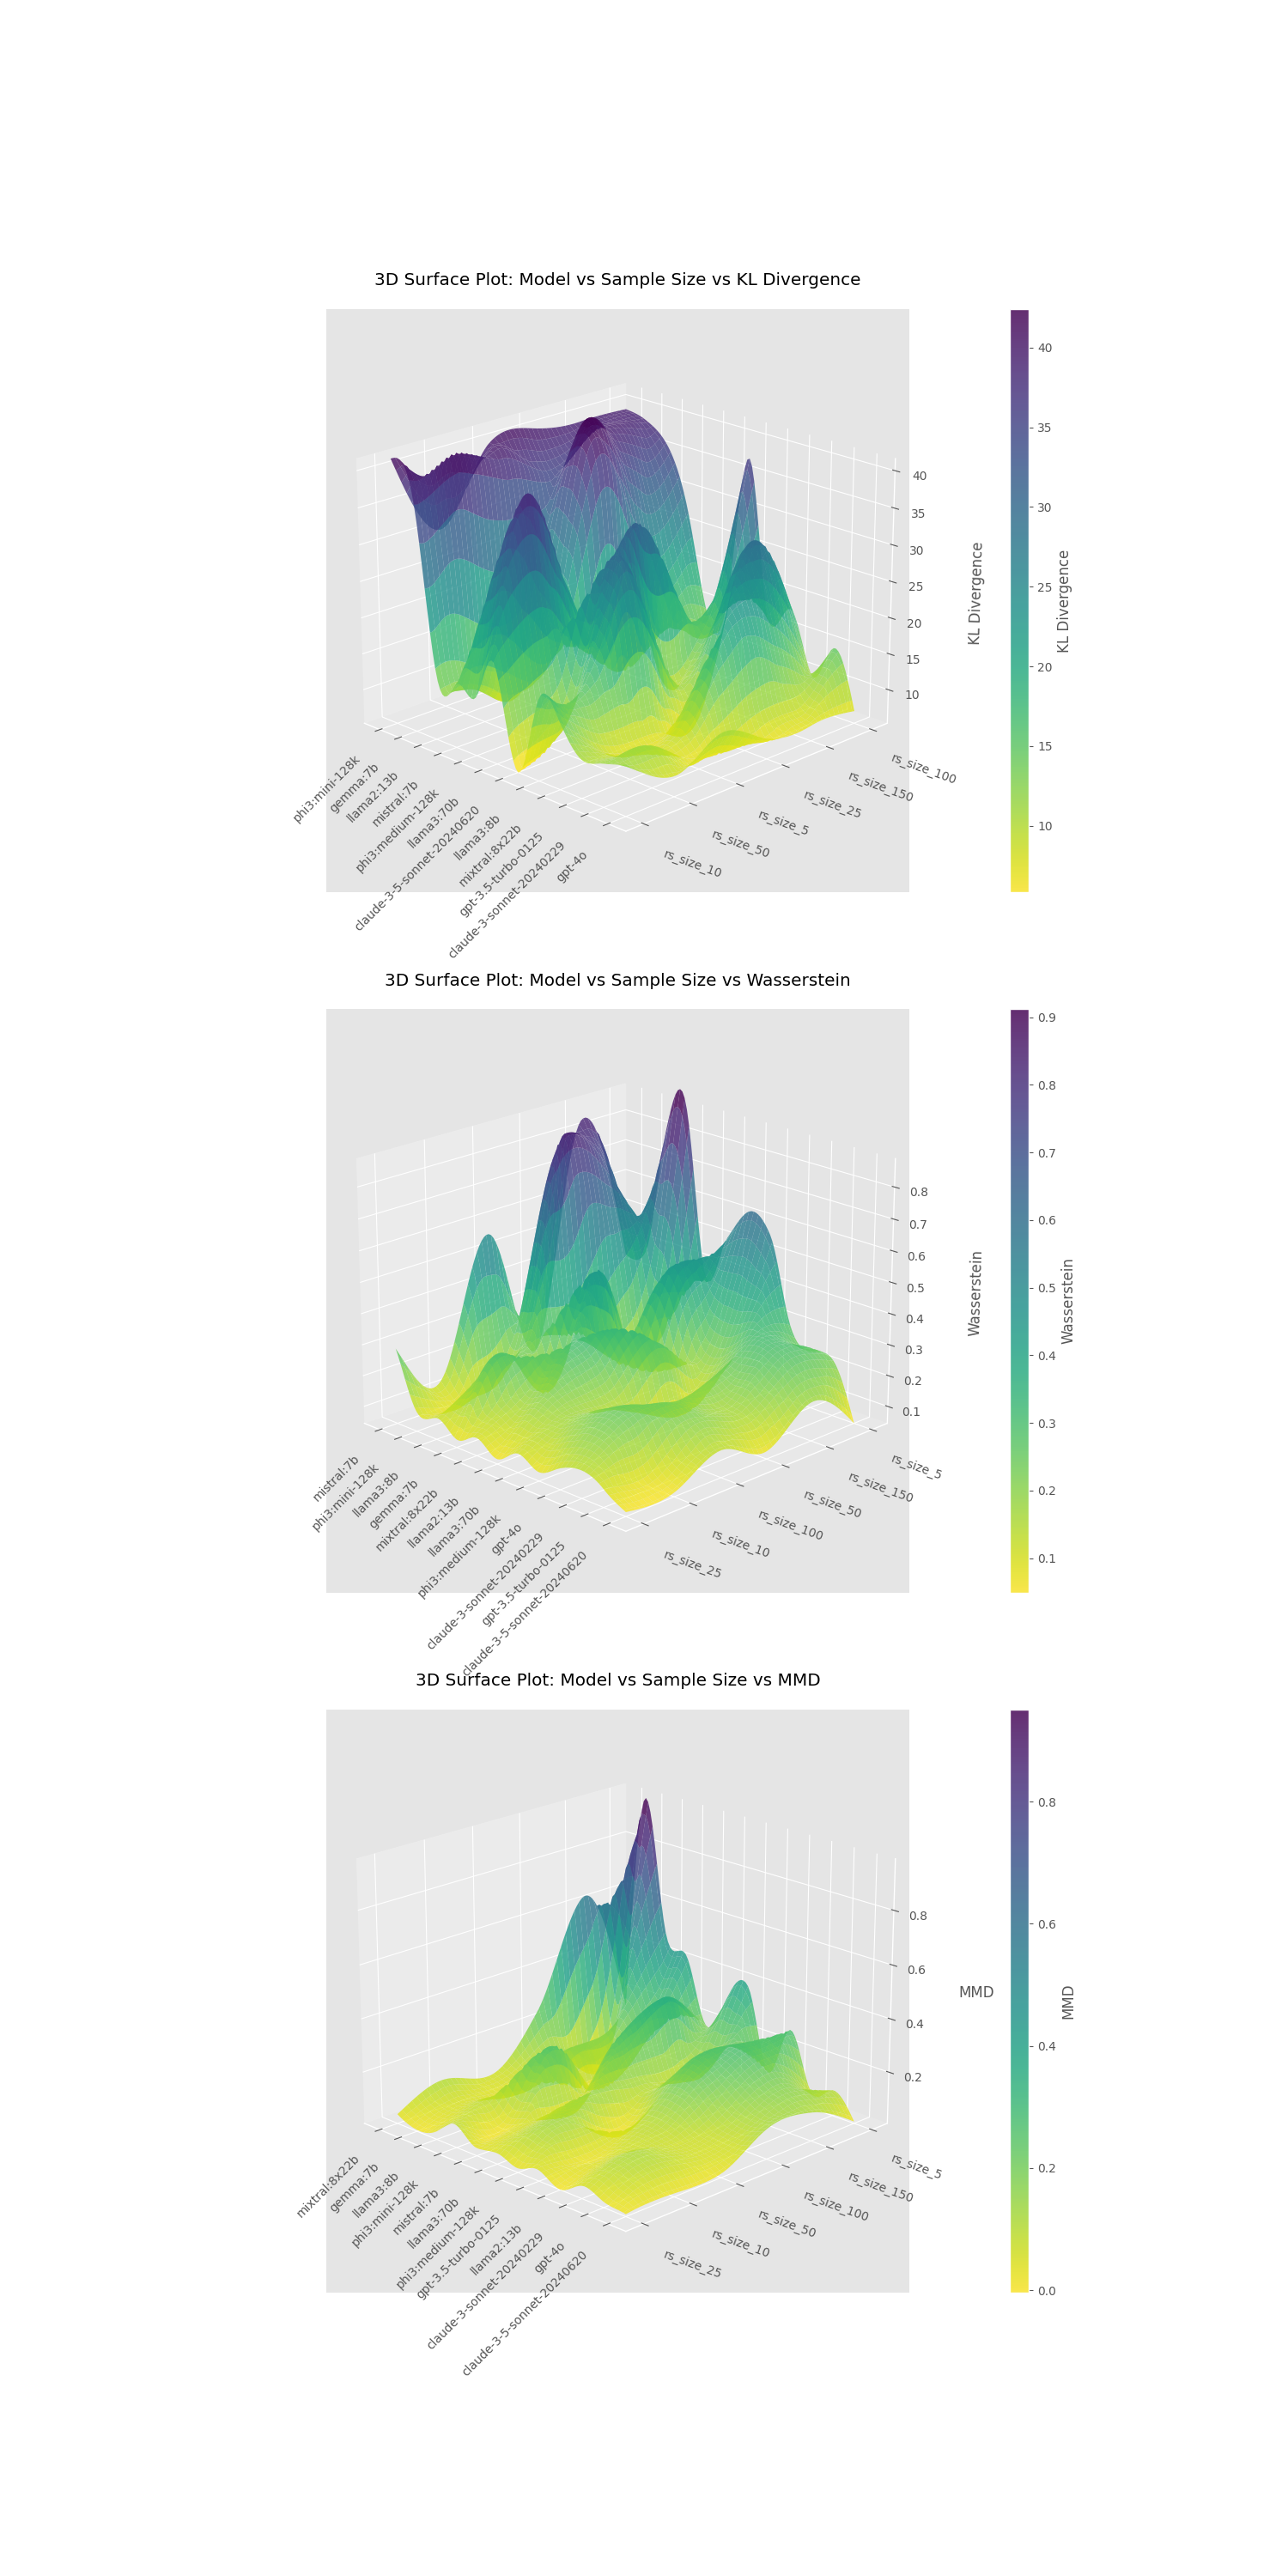 3D Surface Plot: Model vs Sample Size vs KL Divergence
40
35
30
25
20
15
10
KL Divergence
40
35
30
25
20
15
10
KL Divergence
phi3:mini-128k
gemma:7b
llama2:13b
mistral:7b
phi3:medium-128k
llama3:70b
claude-3-5-sonnet-20240620
llama3:8b
mixtral:8x22b
gpt-3.5-turbo-0125
claude-3-sonnet-20240229
gpt-4o
rs_size_10
rs_size_50
rs_size_5
rs_size_25
rs_size_150
rs_size_100
3D Surface Plot: Model vs Sample Size vs Wasserstein
0.8
0.7
0.6
0.5
0.4
0.3
0.2
0.1
Wasserstein
0.9
0.8
0.7
0.6
0.5
0.4
0.3
0.2
0.1
Wasserstein
mistral:7b
phi3:mini-128k
llama3:8b
gemma:7b
mixtral:8x22b
llama2:13b
llama3:70b
phi3:medium-128k
gpt-4o
claude-3-sonnet-20240229
gpt-3.5-turbo-0125
claude-3-5-sonnet-20240620
rs_size_25
rs_size_10
rs_size_100
rs_size_50
rs_size_150
rs_size_5
3D Surface Plot: Model vs Sample Size vs MMD
0.8
0.6
0.4
0.2
MMD
0.8
0.6
0.4
0.2
0.0
MMD
mixtral:8x22b
gemma:7b
llama3:8b
phi3:mini-128k
mistral:7b
llama3:70b
phi3:medium-128k
gpt-3.5-turbo-0125
llama2:13b
claude-3-sonnet-20240229
gpt-4o
claude-3-5-sonnet-20240620
rs_size_25
rs_size_10
rs_size_50
rs_size_100
rs_size_150
rs_size_5